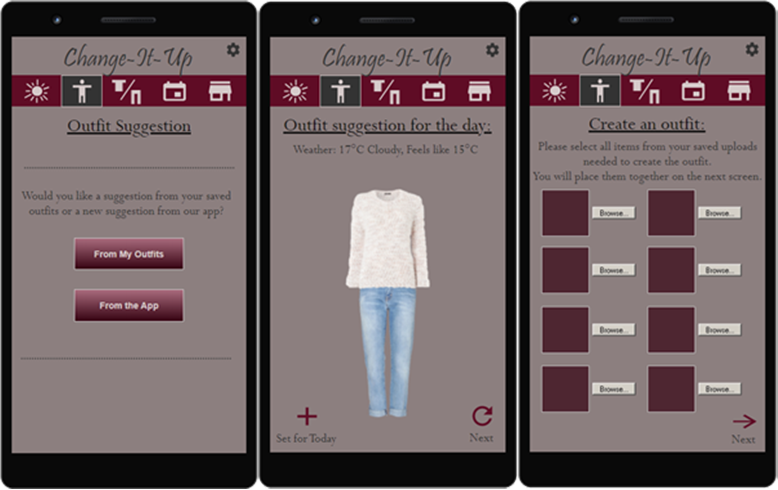 Change-It-Up
Outfit Suggestion
Would you like a suggestion from your saved
outfits or a new suggestion from our app?
From My Outfits
From the App
Change-It-Up
Outfit suggestion for the day:
Weather: 17°C Cloudy, Feels like 15°C
Set for Today
Next
Change-It-Up
Create an outfit:
Please select all items from your saved uploads
needed to create the outfit.
You will place them together on the next screen.
Browse...
Browse...
Browse...
Browse...
Browse...
Browse...
Browse...
Browse...
Next